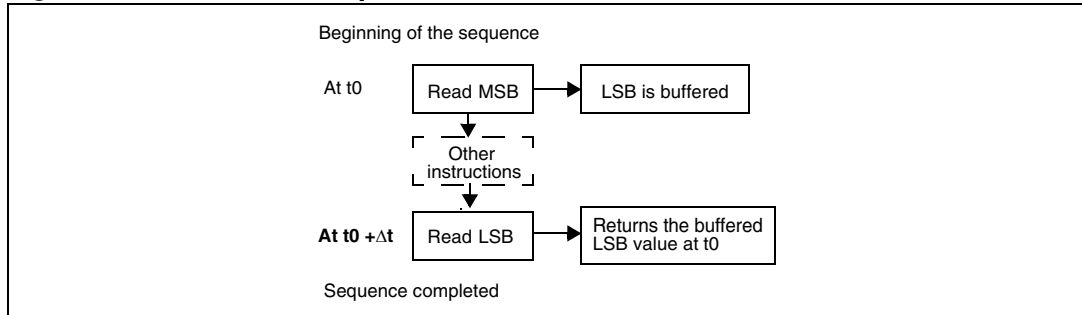 Beginning of the sequence
At t0
Read MSB
LSB is buffered
Other
instructions
At t0 +Δt
Read LSB
Returns the buffered
LSB value at t0
Sequence completed